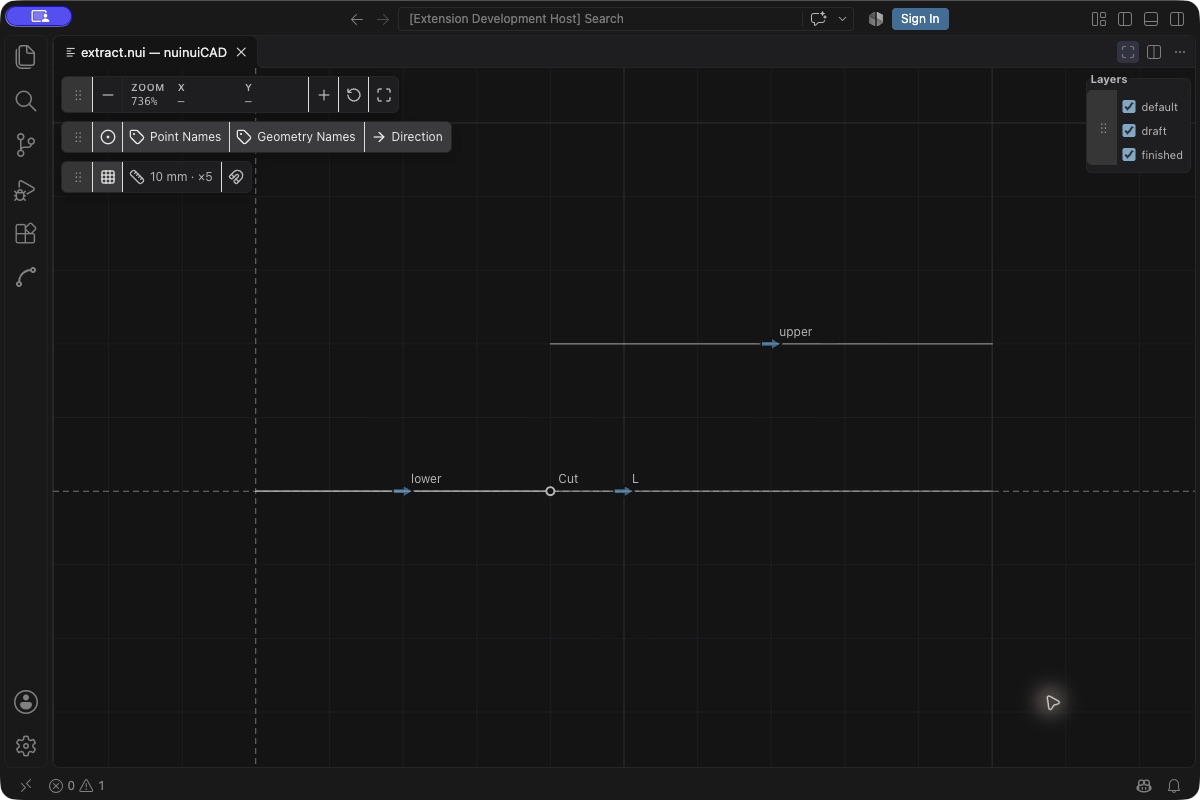 [Extension Development Host] Search
Sign In
extract.nui — nuinuiCAD
ZOOM X Y
736% – –
Layers
default
draft
finished
Point Names Geometry Names Direction
10 mm · ×5
upper
lower Cut L
0 1